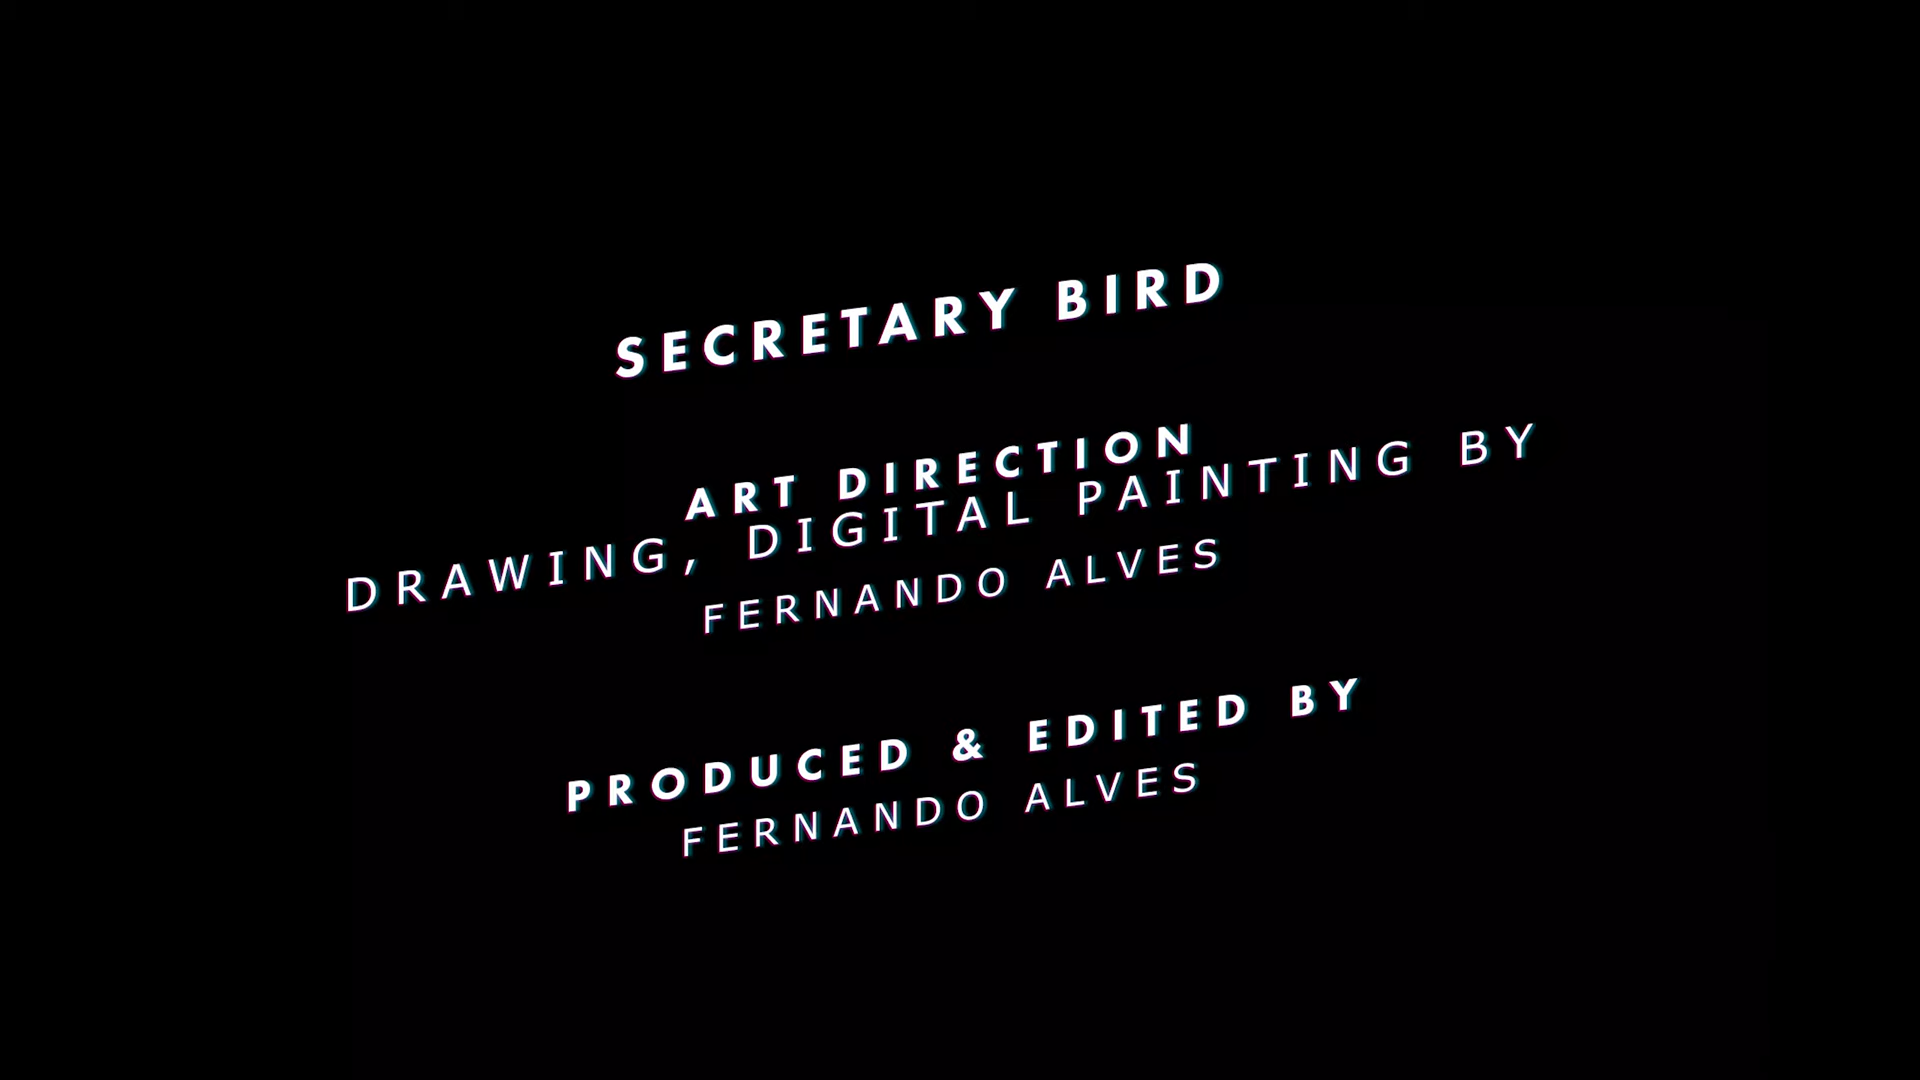 SECRETARY BIRD
ART DIRECTION
DRAWING, DIGITAL PAINTING BY
FERNANDO ALVES
PRODUCED & EDITED BY
FERNANDO ALVES